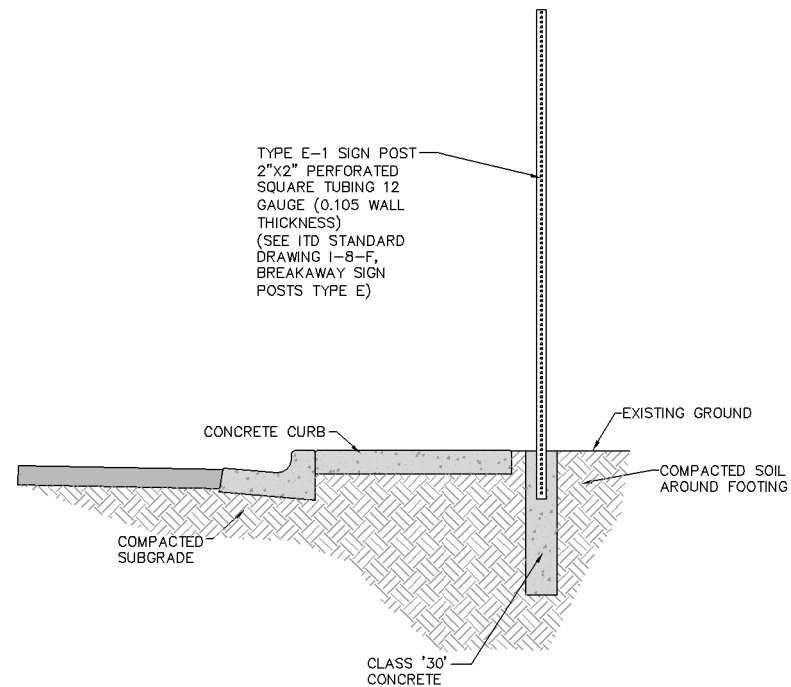 TYPE E-1 SIGN POST
2"X2" PERFORATED
SQUARE TUBING 12
GAUGE (0.105 WALL
THICKNESS)
(SEE ITD STANDARD
DRAWING I-8-F,
BREAKAWAY SIGN
POSTS TYPE E)
EXISTING GROUND
CONCRETE CURB
COMPACTED SOIL
AROUND FOOTING
COMPACTED
SUBGRADE
CLASS '30'
CONCRETE